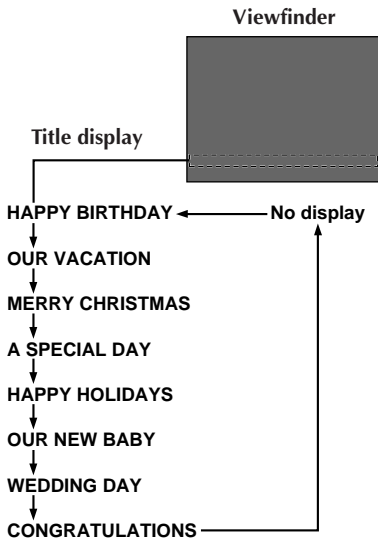 Viewfinder
Title display
HAPPY BIRTHDAY
No display
OUR VACATION
MERRY CHRISTMAS
A SPECIAL DAY
HAPPY HOLIDAYS
OUR NEW BABY
WEDDING DAY
CONGRATULATIONS